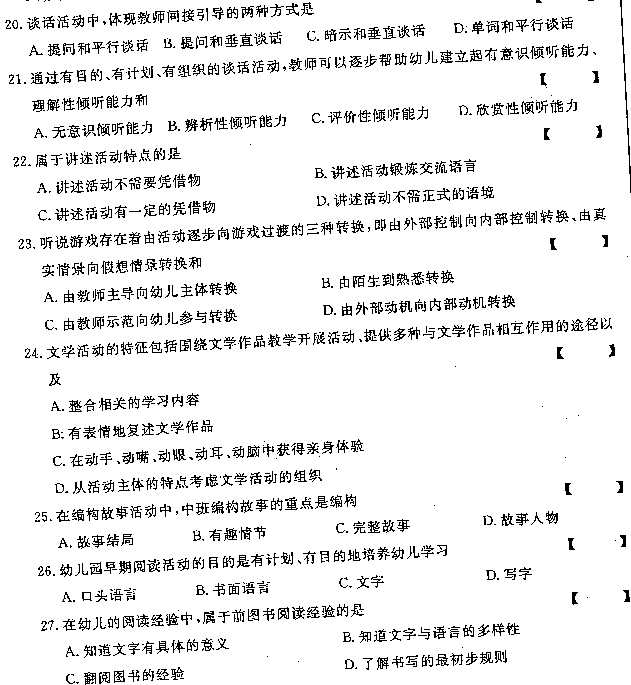 20. 谈话活动中,体现教师间接引导的两种方式是
A. 提问和平行谈话 B. 提问和垂直谈话 C. 暗示和垂直谈话 D. 单词和平行谈话
21. 通过有目的、有计划、有组织的谈话活动,教师可以逐步帮助幼儿建立起有意识倾听能力、
理解性倾听能力和 【 】
A. 无意识倾听能力 B. 辨析性倾听能力 C. 评价性倾听能力 D. 欣赏性倾听能力
22. 属于讲述活动特点的是 【 】
A. 讲述活动不需要凭借物 B. 讲述活动锻炼交流语言
C. 讲述活动有一定的凭借物 D. 讲述活动不需正式的语境
23. 听说游戏存在着由活动逐步向游戏过渡的三种转换,即由外部控制向内部控制转换、由真
实情景向假想情景转换和 【 】
A. 由教师主导向幼儿主体转换 B. 由陌生到熟悉转换
C. 由教师示范向幼儿参与转换 D. 由外部动机向内部动机转换
24. 文学活动的特征包括围绕文学作品教学开展活动、提供多种与文学作品相互作用的途径以
及 【 】
A. 整合相关的学习内容
B. 有表情地复述文学作品
C. 在动手、动嘴、动眼、动耳、动脑中获得亲身体验
D. 从活动主体的特点考虑文学活动的组织
25. 在编构故事活动中,中班编构故事的重点是编构 【 】
A. 故事结局 B. 有趣情节 C. 完整故事 D. 故事人物
26. 幼儿园早期阅读活动的目的是有计划、有目的地培养幼儿学习 【 】
A. 口头语言 B. 书面语言 C. 文字 D. 写字
27. 在幼儿的阅读经验中,属于前图书阅读经验的是 【 】
A. 知道文字有具体的意义 B. 知道文字与语言的多样性
C. 翻阅图书的经验 D. 了解书写的最初步规则